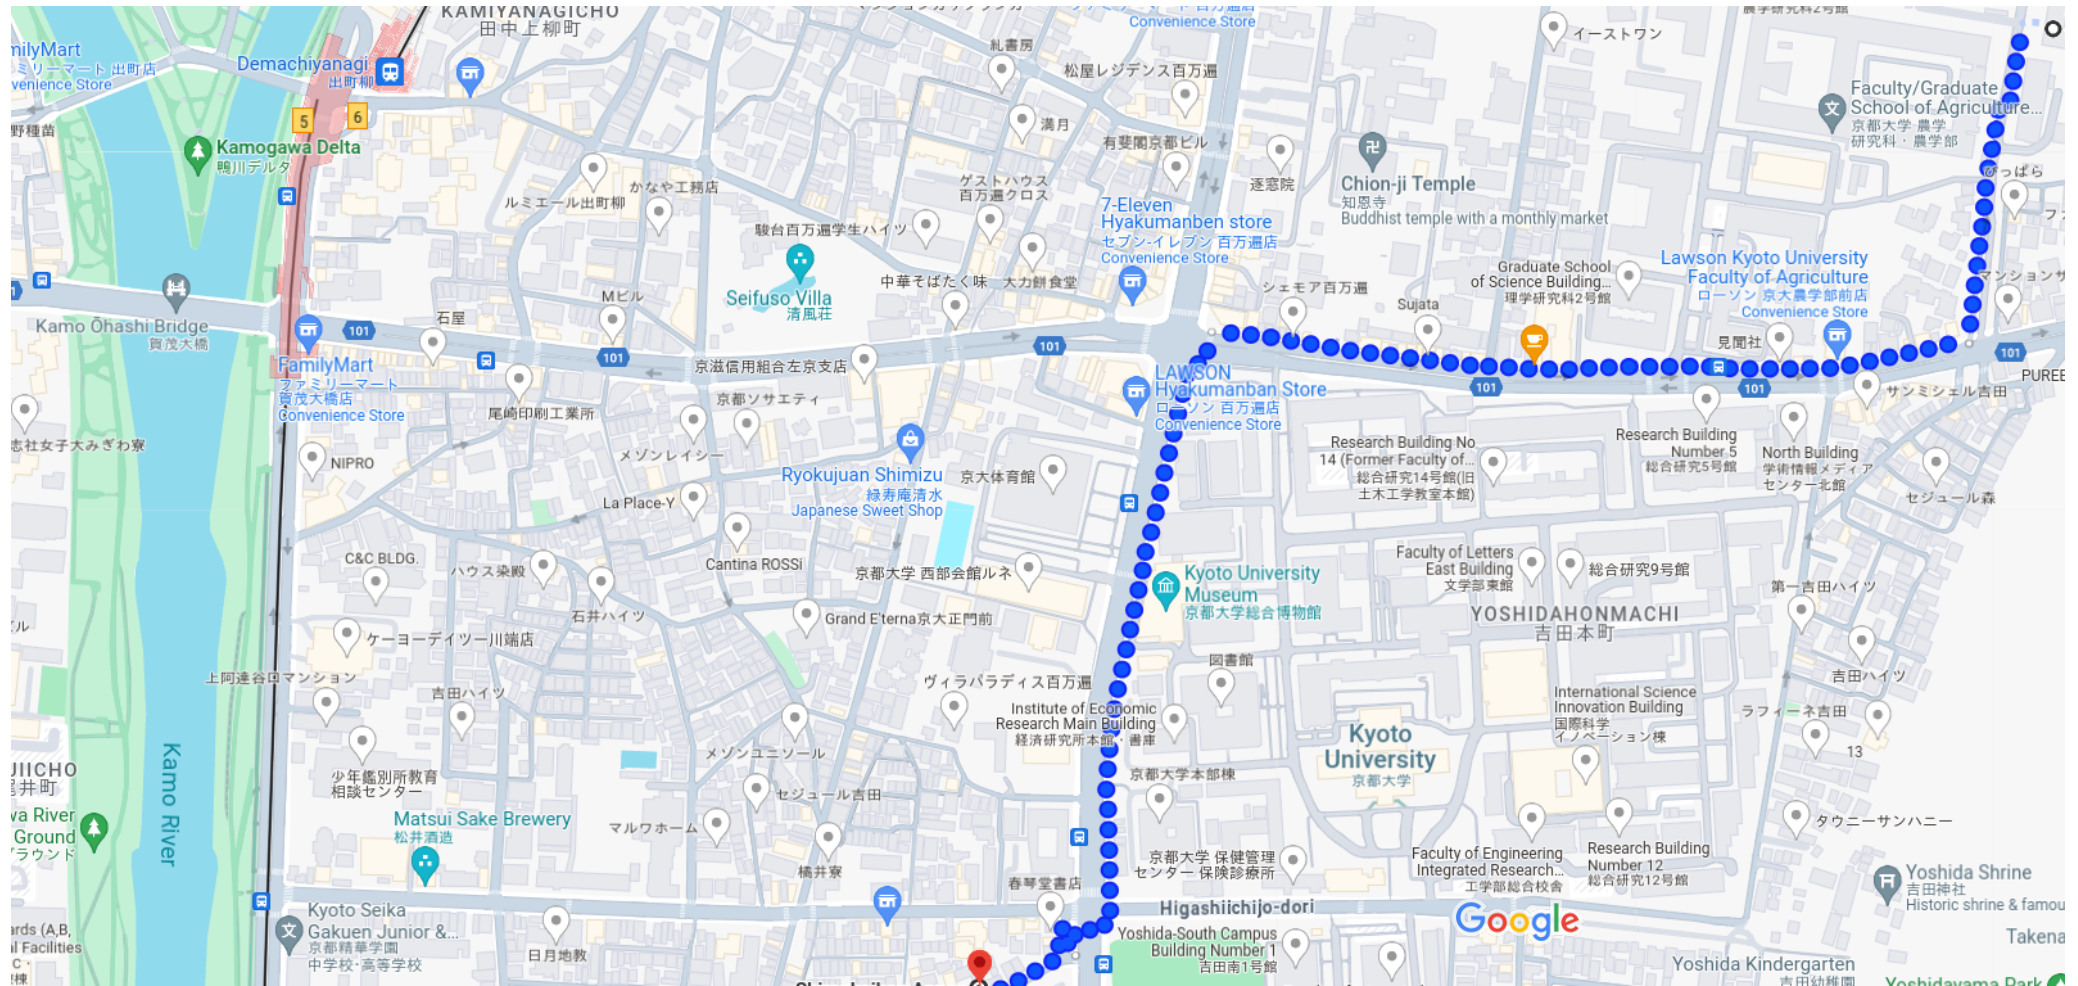 KAMIYANAGICHO
田中上柳町
Convenience Store
農学研究科2号館
イーストワン
糺書房
松屋レジデンス百万遍
milyMart
ミリーマート 出町店
venience Store
Demachiyanagi
出町柳
5
6
野種苗
Kamogawa Delta
鴨川デルタ
満月
有斐閣京都ビル
Faculty/Graduate
School of Agriculture...
京都大学 農学
研究科・農学部
かなや工務店
ルミエール出町柳
ゲストハウス
百万遍クロス
逐窓院
Chion-ji Temple
知恩寺
Buddhist temple with a monthly market
駿台百万遍学生ハイツ
7-Eleven
Hyakumanben store
セブン-イレブン 百万遍店
Convenience Store
Seifuso Villa
清風荘
中華そばたく味
大力餅食堂
シェモア百万遍
Sujata
Graduate School
of Science Building...
理学研究科2号館
Lawson Kyoto University
Faculty of Agriculture
ローソン 京大農学部前店
Convenience Store
マンションサ
Mビル
石屋
Kamo Ōhashi Bridge
賀茂大橋
101
101
101
101
101
101
見聞社
FamilyMart
ファミリーマート
賀茂大橋店
Convenience Store
京滋信用組合左京支店
尾崎印刷工業所
京都ソサエティ
LAWSON
Hyakumanban Store
ローソン 百万遍店
Convenience Store
サンミシェル吉田
志社女子大みぎわ寮
NIPRO
メゾンレイシー
Ryokujuan Shimizu
緑寿庵清水
Japanese Sweet Shop
京大体育館
Research Building No
14 (Former Faculty of...
総合研究14号館(旧
土木工学教室本館)
Research Building
Number 5
総合研究5号館
North Building
学術情報メディア
センター北館
セジュール森
La Place-Y
Cantina ROSSi
C&C BLDG.
ハウス染殿
石井ハイツ
京都大学 西部会館ルネ
Kyoto University
Museum
京都大学総合博物館
Faculty of Letters
East Building
文学部東館
総合研究9号館
第一吉田ハイツ
YOSHIDAHONMACHI
吉田本町
Grand E'terna京大正門前
ケーヨーデイツー川端店
上阿達谷口マンション
吉田ハイツ
ヴィラパラディス百万遍
図書館
吉田ハイツ
Institute of Economic
Research Main Building
経済研究所本館・書庫
International Science
Innovation Building
国際科学
イノベーション棟
ラフィーネ吉田
13
Kyoto
University
京都大学
メゾンユニソール
Kamo River
少年鑑別所教育
相談センター
セジュール吉田
京都大学本部棟
Matsui Sake Brewery
松井酒造
マルワホーム
橘井寮
タウニーサンハニー
京都大学 保健管理
センター 保険診療所
Faculty of Engineering
Integrated Research...
工学部総合校舎
Research Building
Number 12
総合研究12号館
Yoshida Shrine
吉田神社
Historic shrine & famou
春琴堂書店
Higashiichijo-dori
Google
Kyoto Seika
Gakuen Junior &...
京都精華学園
中学校・高等学校
日月地教
Yoshida-South Campus
Building Number 1
吉田南1号館
Takena
Yoshida Kindergarten
吉田幼稚園
Yoshidayama Park